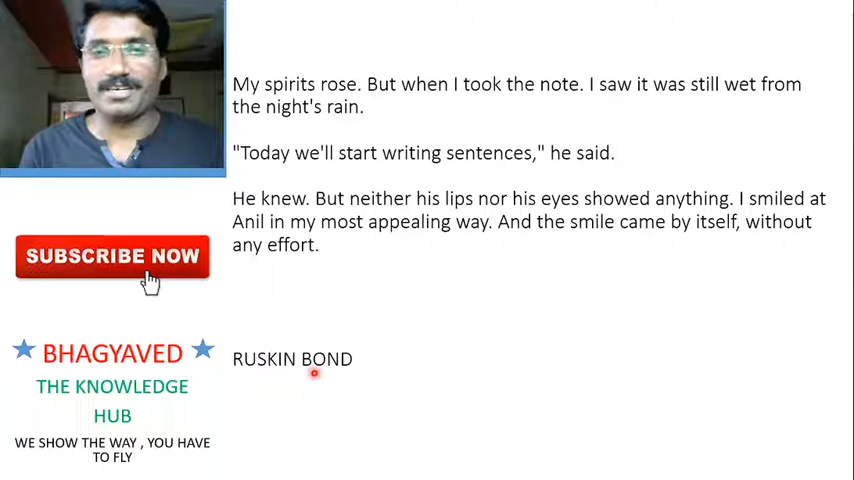 My spirits rose. But when I took the note. I saw it was still wet from
the night's rain.
"Today we'll start writing sentences," he said.
He knew. But neither his lips nor his eyes showed anything. I smiled at
Anil in my most appealing way. And the smile came by itself, without
any effort.
SUBSCRIBE NOW
BHAGYAVED
THE KNOWLEDGE
HUB
WE SHOW THE WAY , YOU HAVE
TO FLY
RUSKIN BOND